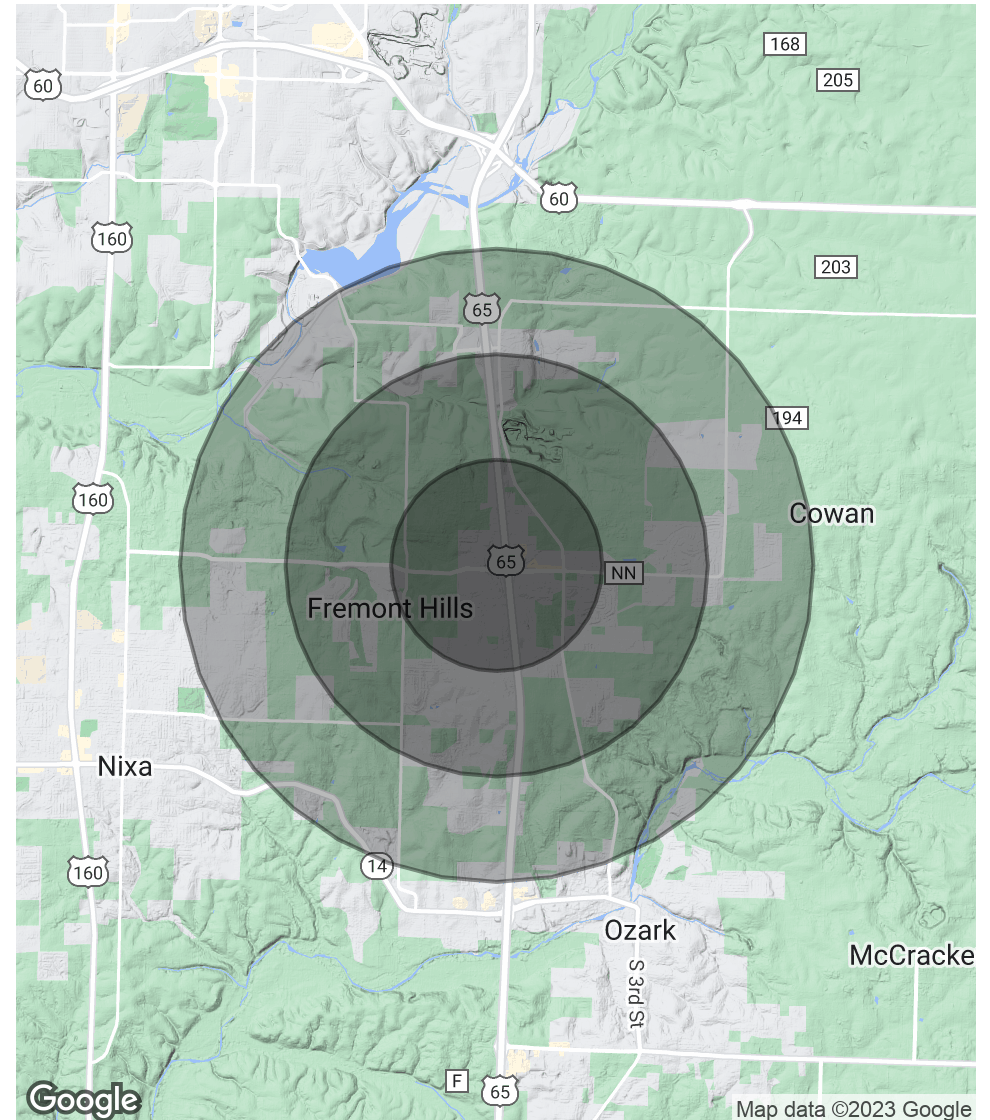 168
205
60
60
160
203
65
194
160
Cowan
65
NN
Fremont Hills
Nixa
14
160
Ozark
McCracke
S 3rd St
F
65
Google
Map data ©2023 Google